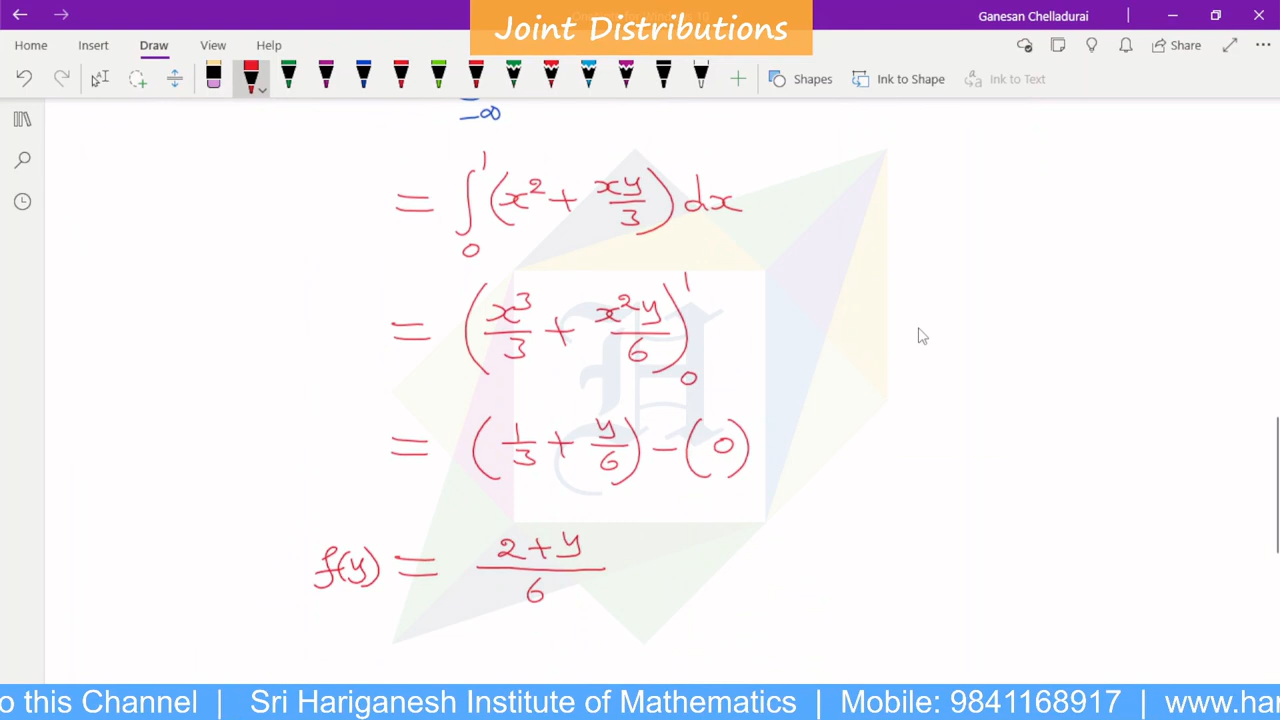 Joint Distributions
Ganesan Chelladurai
Home Insert Draw View Help
Share
Shapes
Ink to Shape
Ink to Text
−∞
= ∫₀¹ (x² + xy/3) dx
= (x³/3 + x²y/6)₀¹
= (1/3 + y/6) − (0)
f(y) = (2+y)/6
o this Channel | Sri Hariganesh Institute of Mathematics | Mobile: 9841168917 | www.har